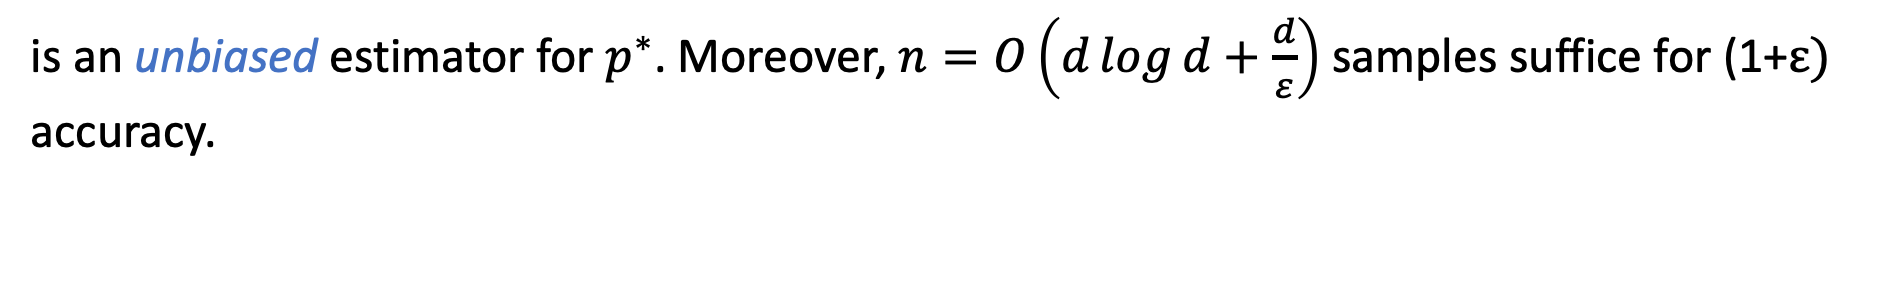 is an unbiased estimator for p*. Moreover, n = O(d log d + d/ε) samples suffice for (1+ε)
accuracy.